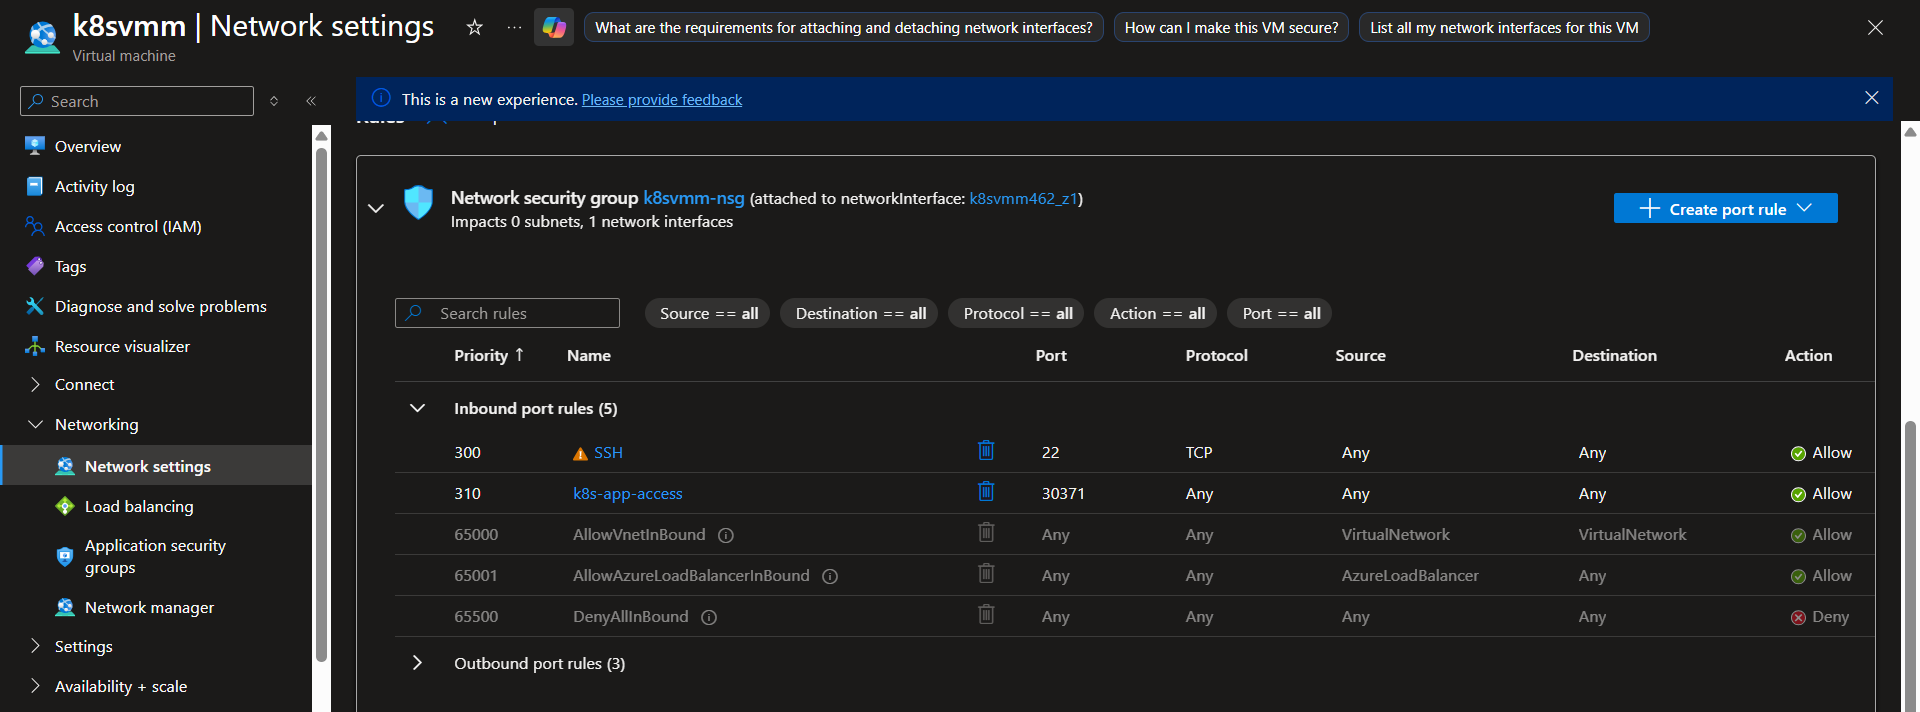 k8svmm | Network settings
Virtual machine
What are the requirements for attaching and detaching network interfaces?
How can I make this VM secure?
List all my network interfaces for this VM
Search
This is a new experience. Please provide feedback
Overview
Activity log
Access control (IAM)
Tags
Diagnose and solve problems
Resource visualizer
Connect
Networking
Network settings
Load balancing
Application security
groups
Network manager
Settings
Availability + scale
Network security group k8svmm-nsg (attached to networkInterface: k8svmm462_z1)
Impacts 0 subnets, 1 network interfaces
Create port rule
Search rules
Source == all
Destination == all
Protocol == all
Action == all
Port == all
Priority ↑ Name Port Protocol Source Destination Action
Inbound port rules (5)
300 SSH 22 TCP Any Any Allow
310 k8s-app-access 30371 Any Any Any Allow
65000 AllowVnetInBound Any Any VirtualNetwork VirtualNetwork Allow
65001 AllowAzureLoadBalancerInBound Any Any AzureLoadBalancer Any Allow
65500 DenyAllInBound Any Any Any Any Deny
Outbound port rules (3)